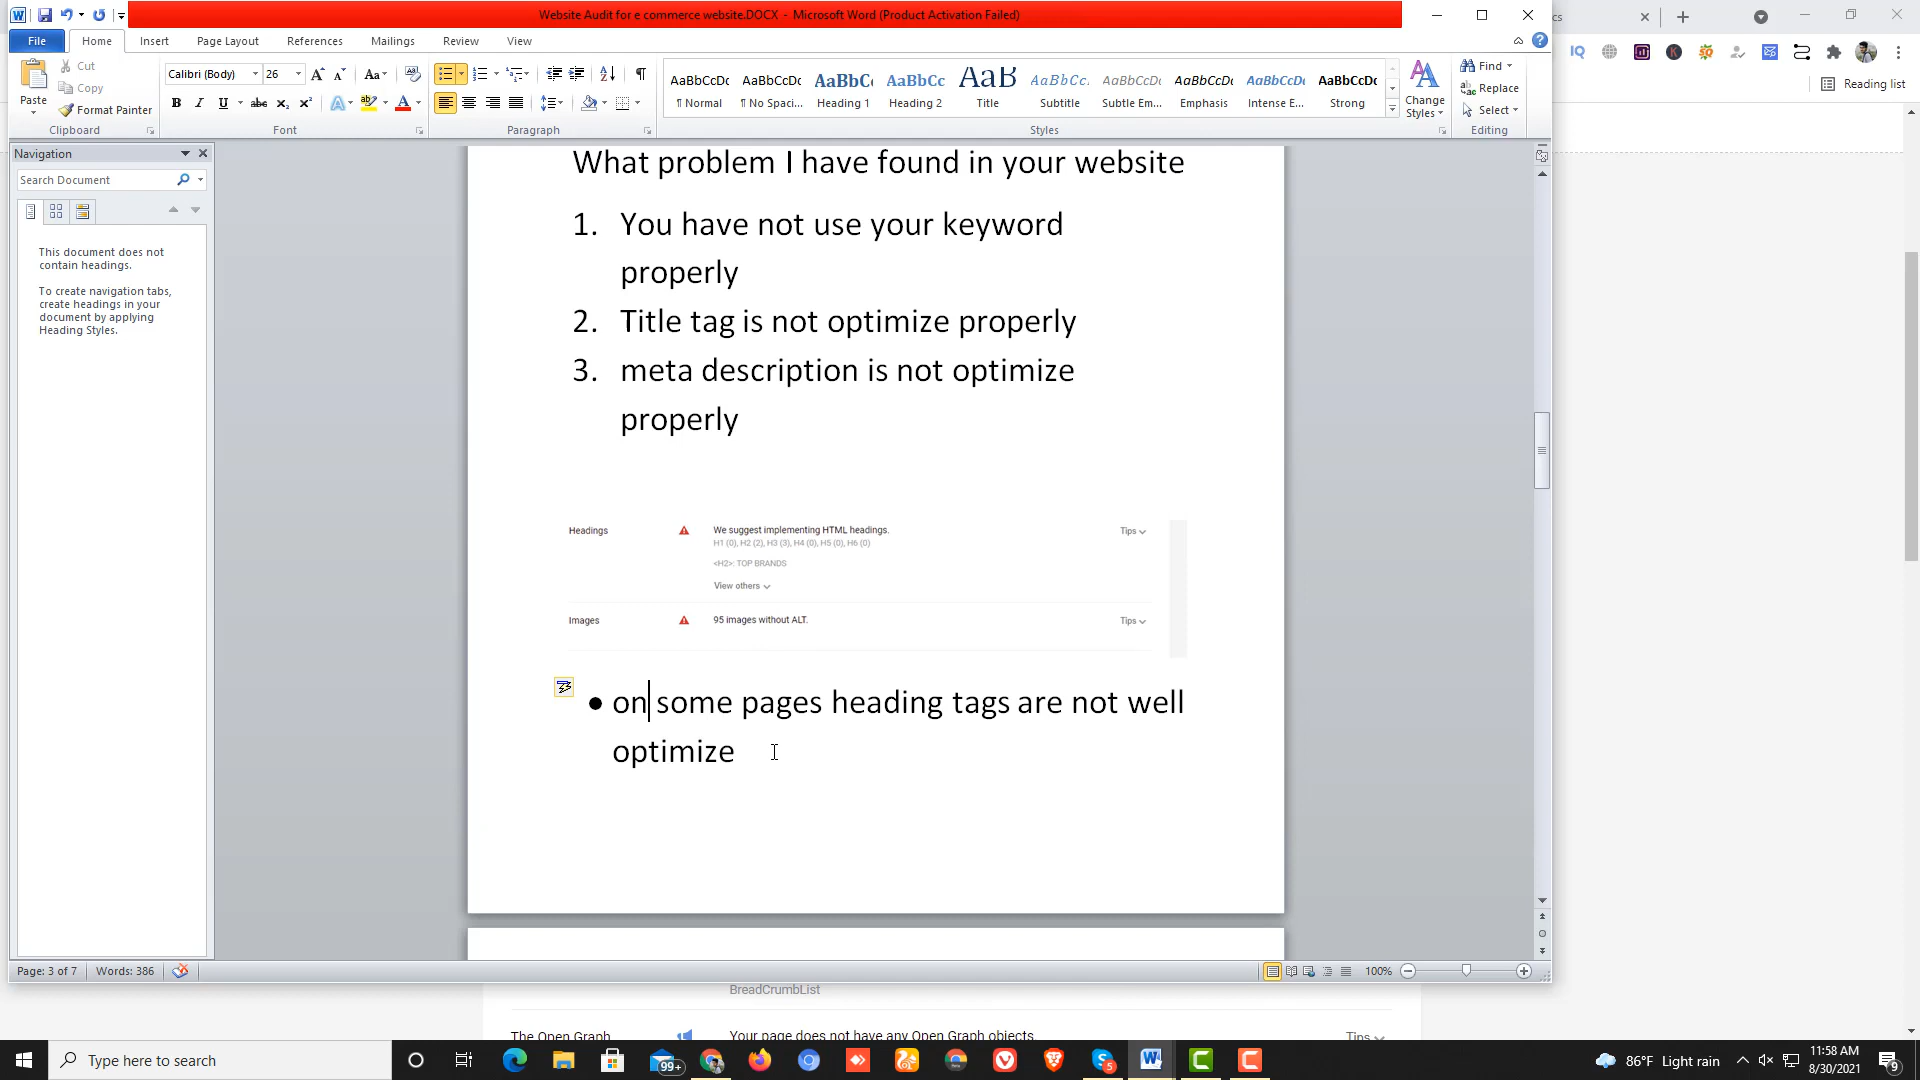 Website Audit for e commerce website.DOCX - Microsoft Word (Product Activation Failed)
File Home Insert Page Layout References Mailings Review View
Reading list
Paste
Cut
Copy
Format Painter
Calibri (Body) 26
AaBbCcDc AaBbCcDc AaBbC AaBbCc AaB AaBbCc. AaBbCcDc AaBbCcDc AaBbCcDc AaBbCcDc
¶ Normal ¶ No Spaci... Heading 1 Heading 2 Title Subtitle Subtle Em... Emphasis Intense E... Strong
Change
Styles
Find
Replace
Select
Clipboard Font Paragraph Styles Editing
Navigation
Search Document
This document does not
contain headings.
To create navigation tabs,
create headings in your
document by applying
Heading Styles.
What problem I have found in your website
1. You have not use your keyword
properly
2. Title tag is not optimize properly
3. meta description is not optimize
properly
Headings We suggest implementing HTML headings. Tips
H1 (0), H2 (2), H3 (3), H4 (0), H5 (0), H6 (0)
<H2>: TOP BRANDS
View others
Images 95 images without ALT. Tips
• on some pages heading tags are not well
optimize
Page: 3 of 7 Words: 386 100%
BreadCrumbList
The Open Graph Your page does not have any Open Graph objects. Tips
Type here to search
99+
5
86°F Light rain
11:58 AM
8/30/2021
9